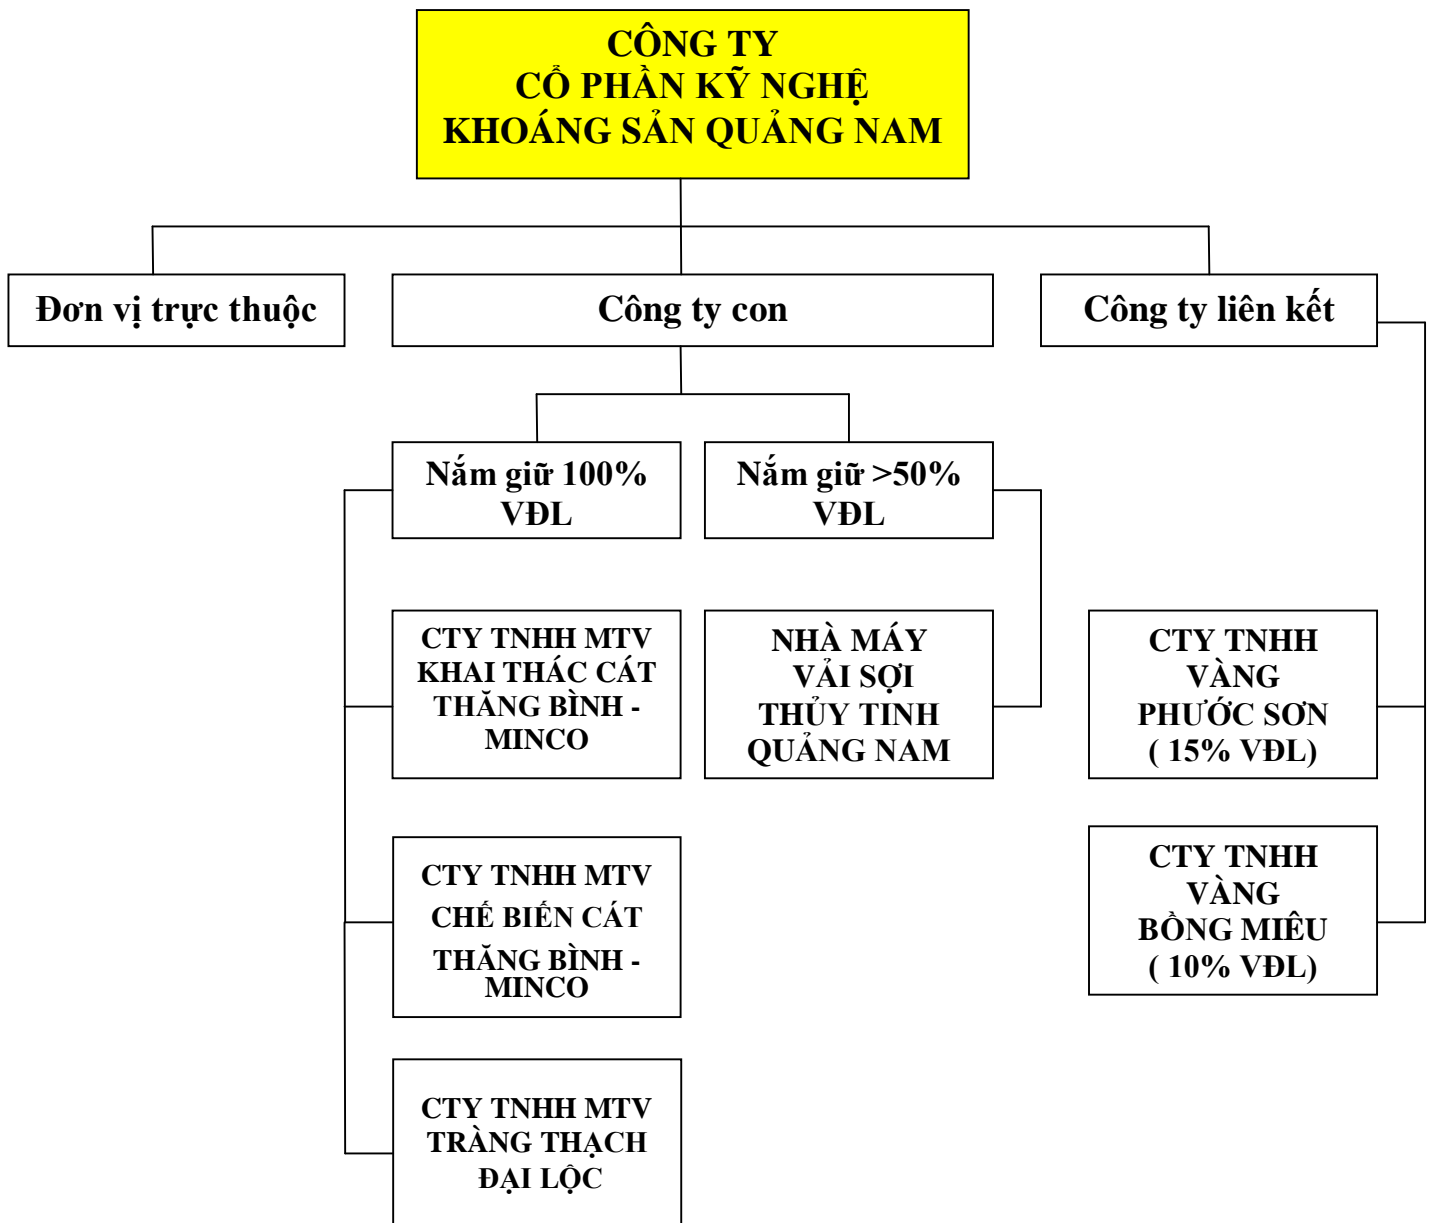 CÔNG TY
CỔ PHẦN KỸ NGHỆ
KHOÁNG SẢN QUẢNG NAM
Đơn vị trực thuộc
Công ty con
Công ty liên kết
Nắm giữ 100%
VĐL
Nắm giữ >50%
VĐL
CTY TNHH MTV
KHAI THÁC CÁT
THĂNG BÌNH -
MINCO
NHÀ MÁY
VẢI SỢI
THỦY TINH
QUẢNG NAM
CTY TNHH
VÀNG
PHƯỚC SƠN
( 15% VĐL)
CTY TNHH MTV
CHẾ BIẾN CÁT
THĂNG BÌNH -
MINCO
CTY TNHH
VÀNG
BỒNG MIÊU
( 10% VĐL)
CTY TNHH MTV
TRÀNG THẠCH
ĐẠI LỘC